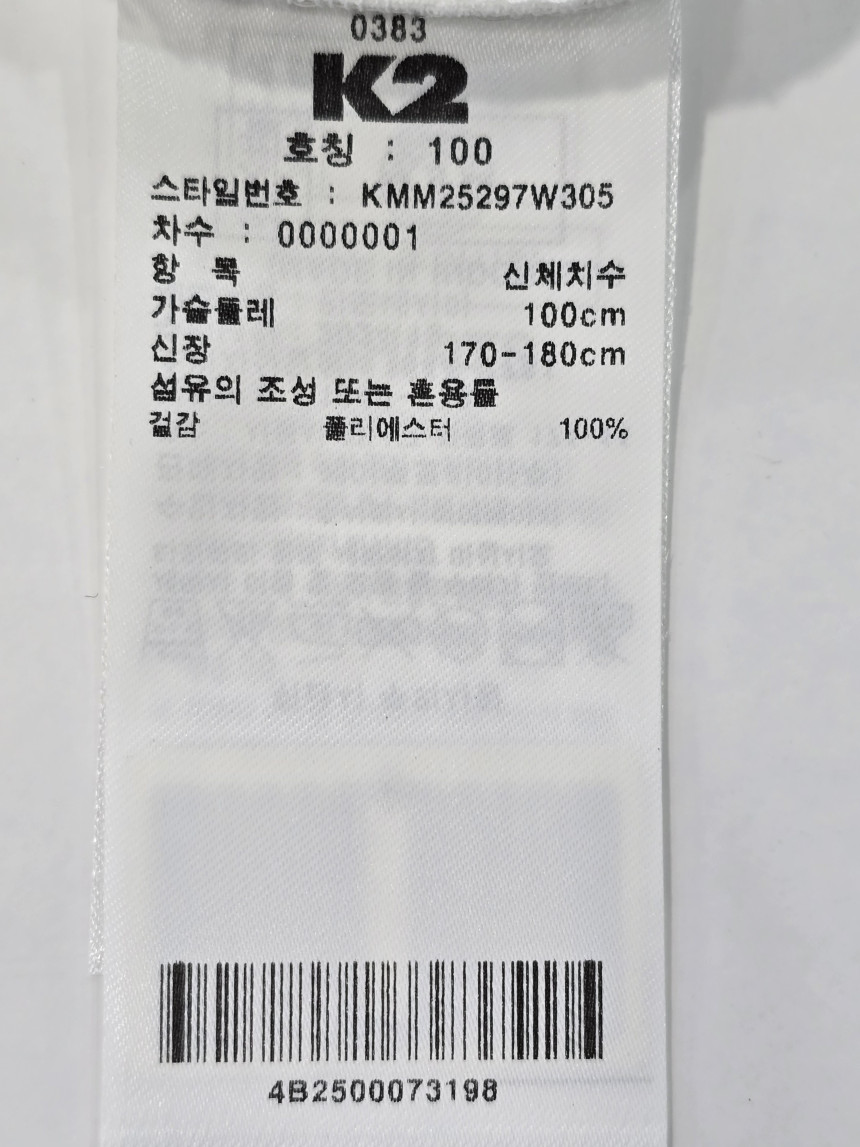 0383
K2
호칭 : 100
스타일번호 : KMM25297W305
차수 : 0000001
항 목 신체치수
가슴둘레 100cm
신장 170-180cm
섬유의 조성 또는 혼용률
겉감 폴리에스터 100%
4B2500073198